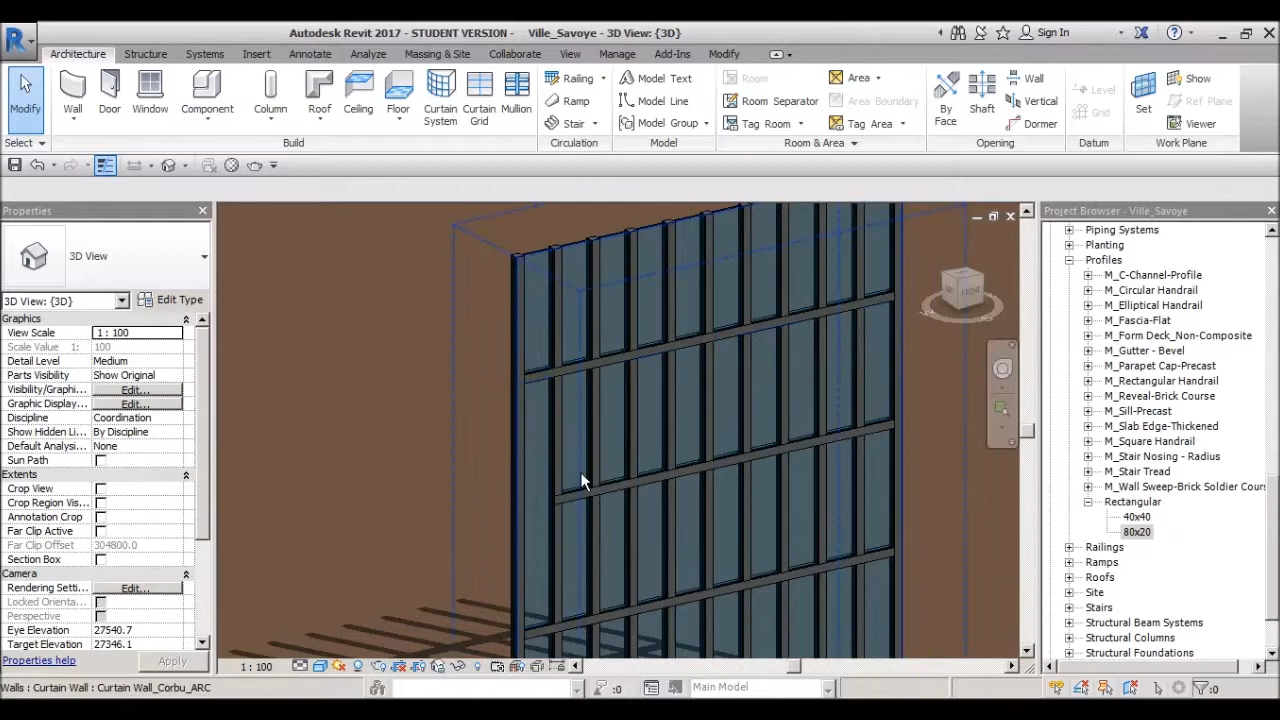 Autodesk Revit 2017 - STUDENT VERSION - Ville_Savoye - 3D View: {3D}
Sign In
Architecture Structure Systems Insert Annotate Analyze Massing & Site Collaborate View Manage Add-Ins Modify
Modify Wall Door Window Component Column Roof Ceiling Floor Curtain System Curtain Grid Mullion
Railing Ramp Stair
Model Text Model Line Model Group
Room Room Separator Tag Room
Area Area Boundary Tag Area
By Face Shaft Wall Vertical Dormer
Level Grid
Set Show Ref Plane Viewer
Select Build Circulation Model Room & Area Opening Datum Work Plane
Properties
3D View
3D View: {3D} Edit Type
Graphics
View Scale 1 : 100
Scale Value 1: 100
Detail Level Medium
Parts Visibility Show Original
Visibility/Graphi... Edit...
Graphic Display... Edit...
Discipline Coordination
Show Hidden Li... By Discipline
Default Analysi... None
Sun Path
Extents
Crop View
Crop Region Vis...
Annotation Crop
Far Clip Active
Far Clip Offset 304800.0
Section Box
Camera
Rendering Setti... Edit...
Locked Orienta...
Perspective
Eye Elevation 27540.7
Target Elevation 27346.1
Properties help Apply
FRONT
Project Browser - Ville_Savoye
Piping Systems
Planting
Profiles
M_C-Channel-Profile
M_Circular Handrail
M_Elliptical Handrail
M_Fascia-Flat
M_Form Deck_Non-Composite
M_Gutter - Bevel
M_Parapet Cap-Precast
M_Rectangular Handrail
M_Reveal-Brick Course
M_Sill-Precast
M_Slab Edge-Thickened
M_Square Handrail
M_Stair Nosing - Radius
M_Stair Tread
M_Wall Sweep-Brick Soldier Cour
Rectangular
40x40
80x20
Railings
Ramps
Roofs
Site
Stairs
Structural Beam Systems
Structural Columns
Structural Foundations
1 : 100
Walls : Curtain Wall : Curtain Wall_Corbu_ARC
:0
Main Model
:0